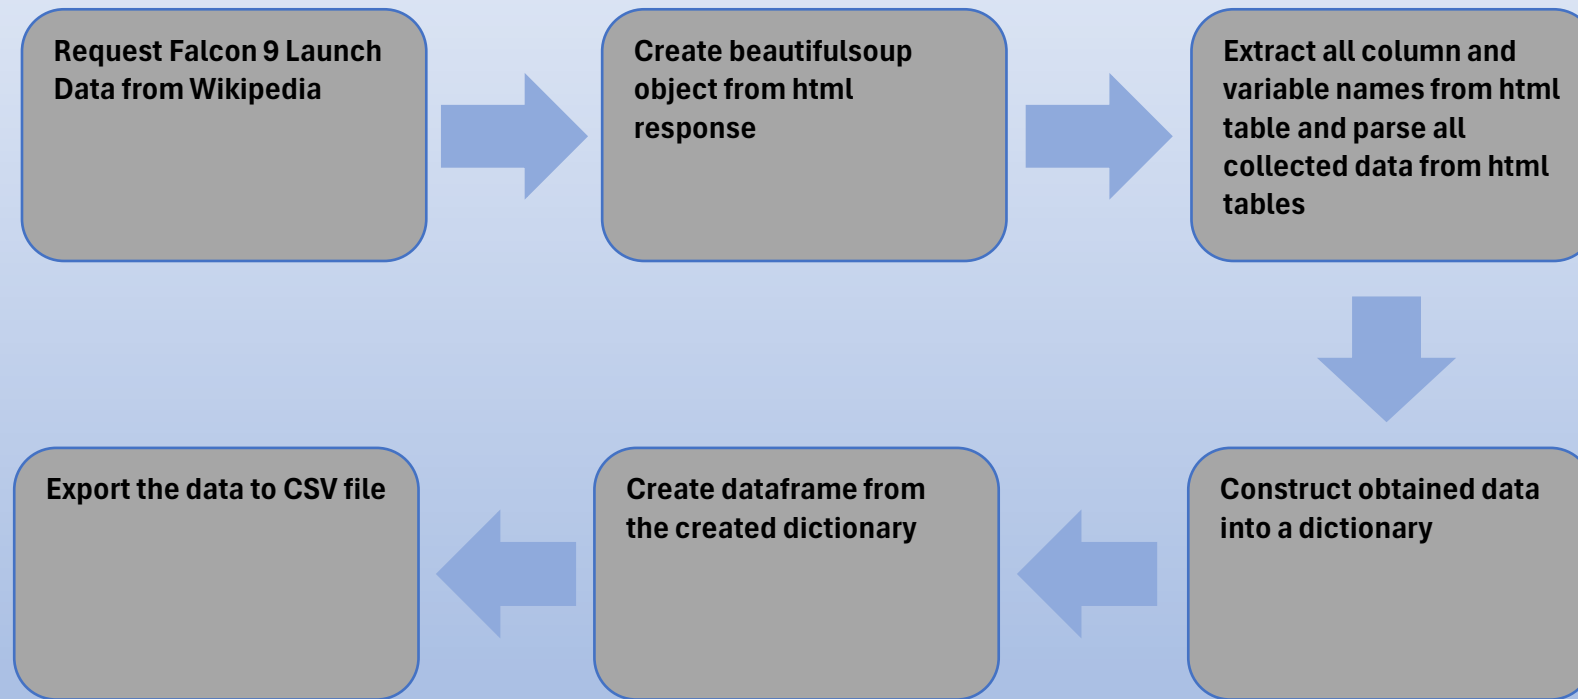 Request Falcon 9 Launch
Data from Wikipedia
Create beautifulsoup
object from html
response
Extract all column and
variable names from html
table and parse all
collected data from html
tables
Construct obtained data
into a dictionary
Create dataframe from
the created dictionary
Export the data to CSV file